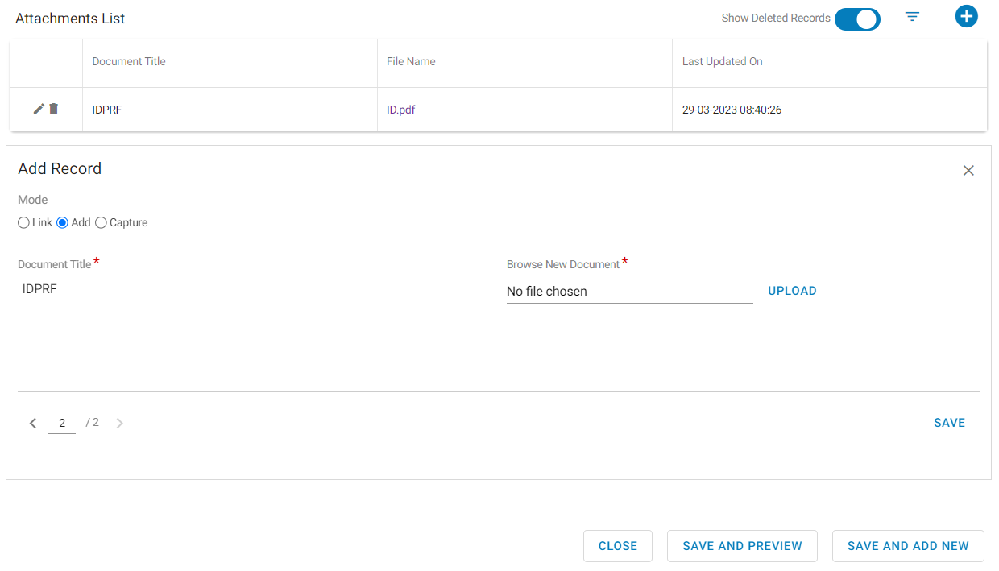 Attachments List
Show Deleted Records
Document Title File Name Last Updated On
IDPRF ID.pdf 29-03-2023 08:40:26
Add Record
Mode
Link Add Capture
Document Title * Browse New Document *
IDPRF No file chosen UPLOAD
2 / 2 SAVE
CLOSE SAVE AND PREVIEW SAVE AND ADD NEW